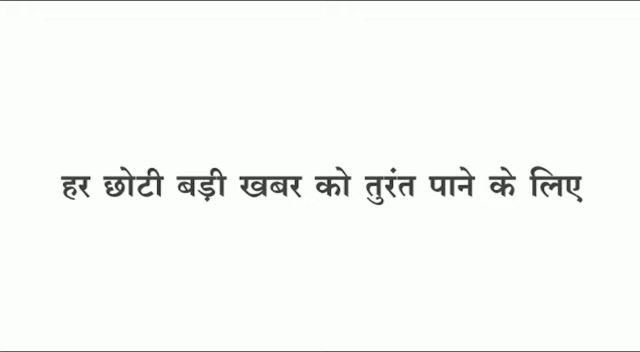 हर छोटी बड़ी खबर को तुरंत पाने के लिए